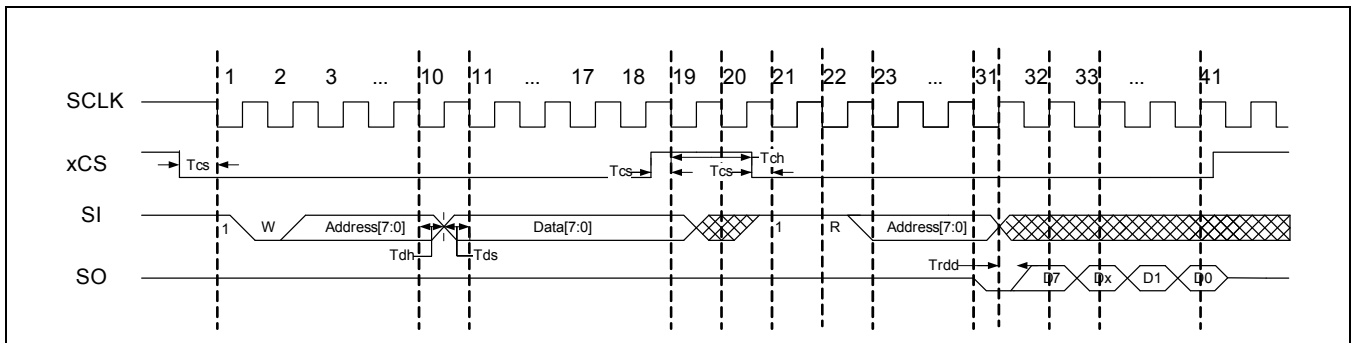 1 2 3 ... 10 11 ... 17 18 19 20 21 22 23 ... 31 32 33 ... 41
SCLK
xCS Tcs Tcs Tcs Tch
SI 1 W Address[7:0] Data[7:0] 1 R Address[7:0]
Tdh Tds Trdd
SO D7 Dx D1 D0